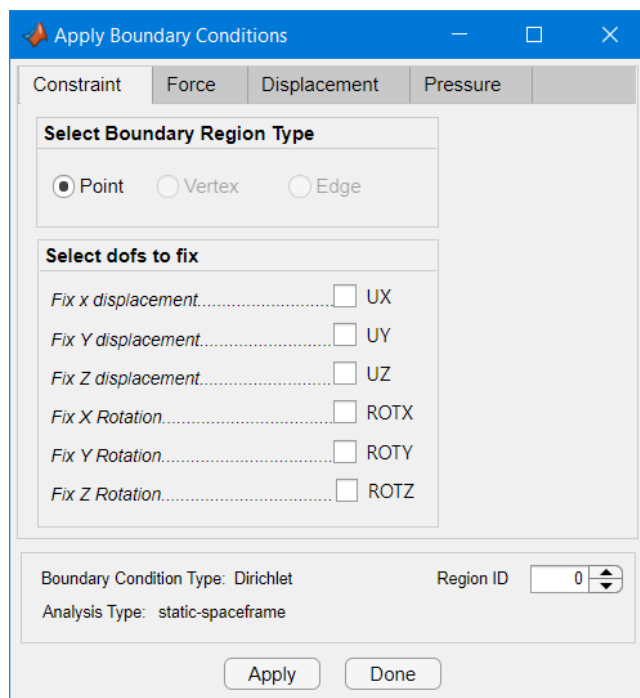 Apply Boundary Conditions
Constraint Force Displacement Pressure
Select Boundary Region Type
Point Vertex Edge
Select dofs to fix
Fix x displacement.............................. UX
Fix Y displacement............................. UY
Fix Z displacement............................. UZ
Fix X Rotation..................................... ROTX
Fix Y Rotation..................................... ROTY
Fix Z Rotation..................................... ROTZ
Boundary Condition Type: Dirichlet Region ID 0
Analysis Type: static-spaceframe
Apply Done